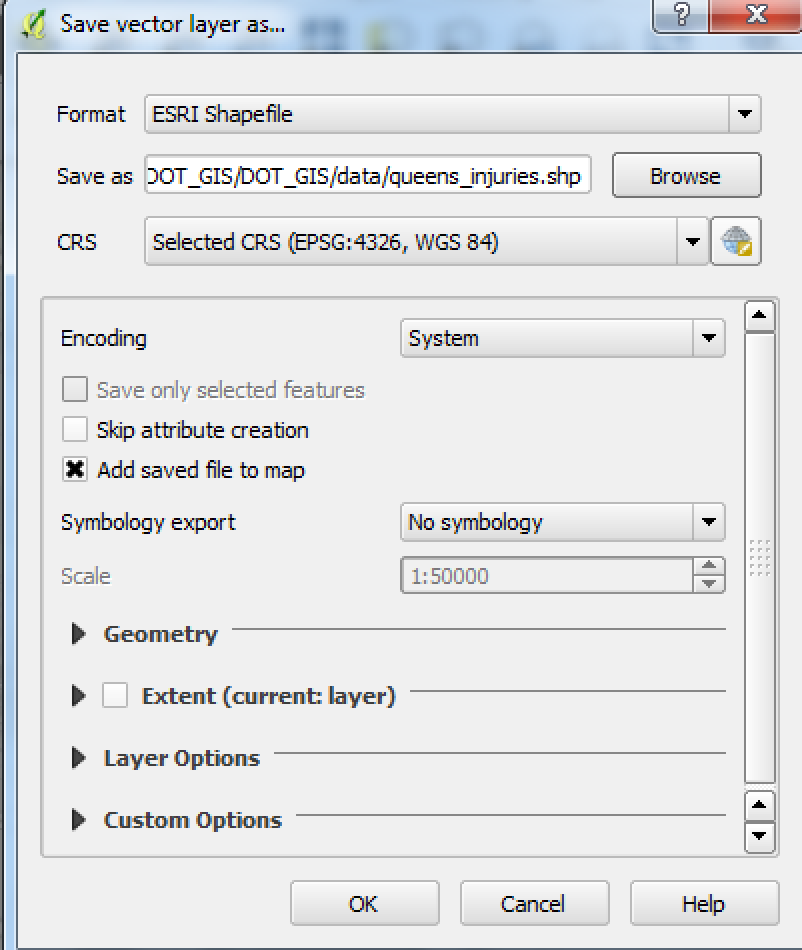 Save vector layer as...
Format ESRI Shapefile
Save as OOT_GIS/DOT_GIS/data/queens_injuries.shp Browse
CRS Selected CRS (EPSG:4326, WGS 84)
Encoding System
Save only selected features
Skip attribute creation
Add saved file to map
Symbology export No symbology
Scale 1:50000
Geometry
Extent (current: layer)
Layer Options
Custom Options
OK Cancel Help